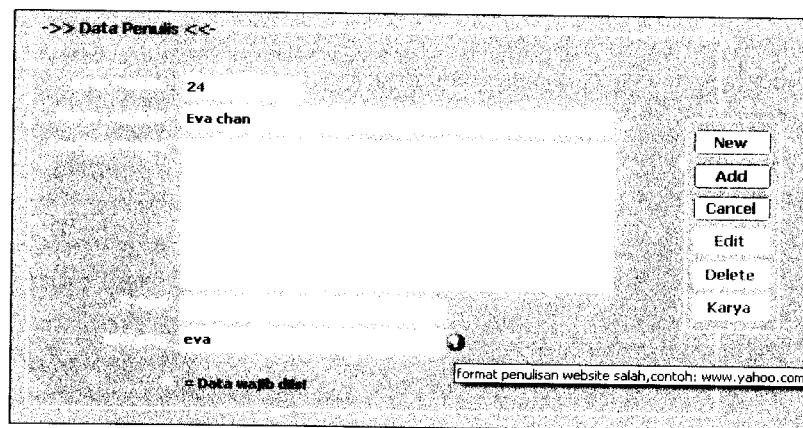 ->> Data Penulis <<-
24
Eva chan
New
Add
Cancel
Edit
Delete
Karya
eva
format penulisan website salah,contoh: www.yahoo.com
= Data wajib diisi